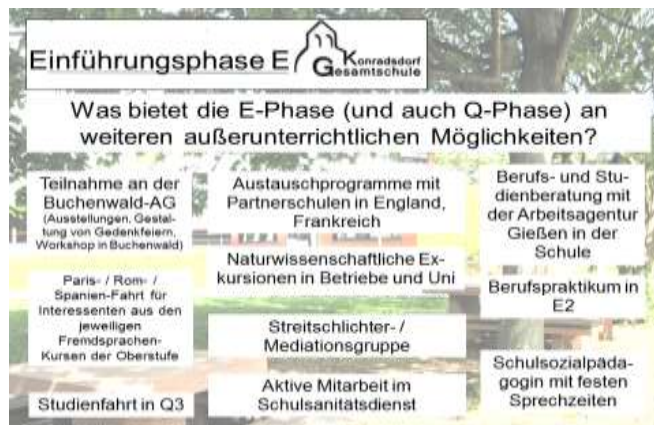 Einführungsphase E
Konradsdorf
Gesamtschule
Was bietet die E-Phase (und auch Q-Phase) an
weiteren außerunterrichtlichen Möglichkeiten?
Teilnahme an der
Buchenwald-AG
(Ausstellungen, Gestal-
tung von Gedenkfeiern,
Workshop in Buchenwald)
Paris- / Rom- /
Spanien-Fahrt für
Interessenten aus den
jeweiligen
Fremdsprachen-
Kursen der Oberstufe
Studienfahrt in Q3
Austauschprogramme mit
Partnerschulen in England,
Frankreich
Naturwissenschaftliche Ex-
kursionen in Betriebe und Uni
Streitschlichter- /
Mediationsgruppe
Aktive Mitarbeit im
Schulsanitätsdienst
Berufs- und Stu-
dienberatung mit
der Arbeitsagentur
Gießen in der
Schule
Berufspraktikum in
E2
Schulsozialpäda-
gogin mit festen
Sprechzeiten